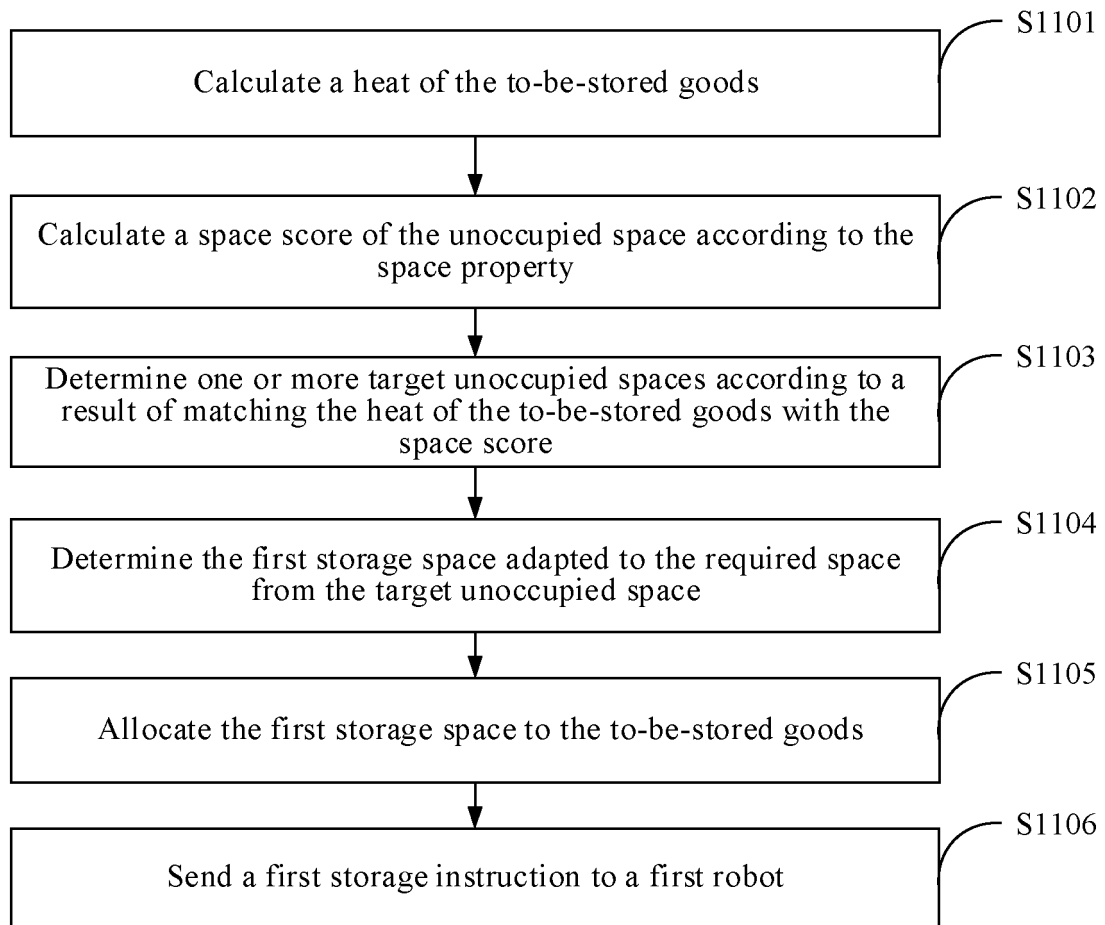 S1101
Calculate a heat of the to-be-stored goods
S1102
Calculate a space score of the unoccupied space according to the
space property
S1103
Determine one or more target unoccupied spaces according to a
result of matching the heat of the to-be-stored goods with the
space score
S1104
Determine the first storage space adapted to the required space
from the target unoccupied space
S1105
Allocate the first storage space to the to-be-stored goods
S1106
Send a first storage instruction to a first robot